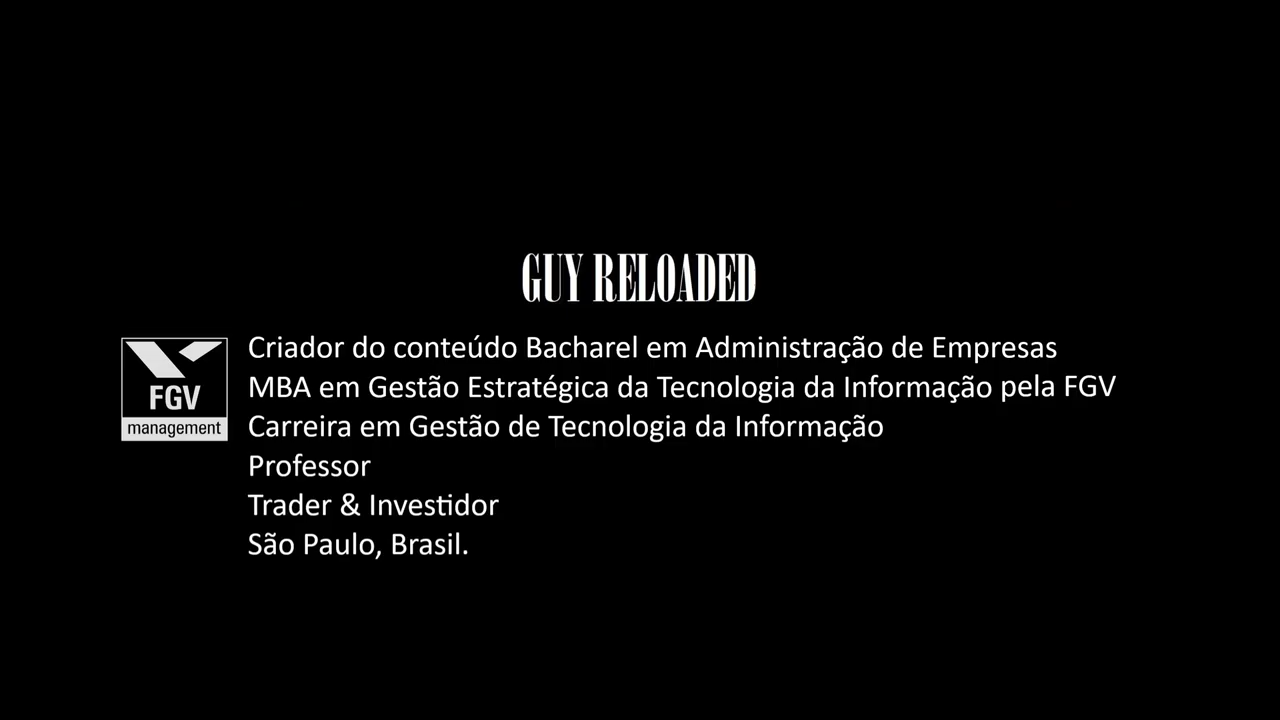 GUY RELOADED
Criador do conteúdo Bacharel em Administração de Empresas
MBA em Gestão Estratégica da Tecnologia da Informação pela FGV
Carreira em Gestão de Tecnologia da Informação
Professor
Trader & Investidor
São Paulo, Brasil.
FGV
management